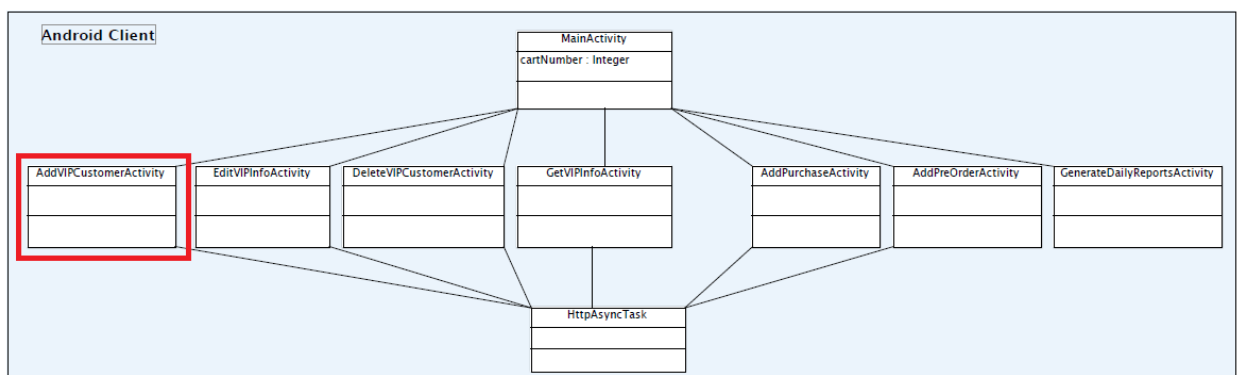 Android Client
MainActivity
cartNumber : Integer
AddVIPCustomerActivity
EditVIPInfoActivity
DeleteVIPCustomerActivity
GetVIPInfoActivity
AddPurchaseActivity
AddPreOrderActivity
GenerateDailyReportsActivity
HttpAsyncTask